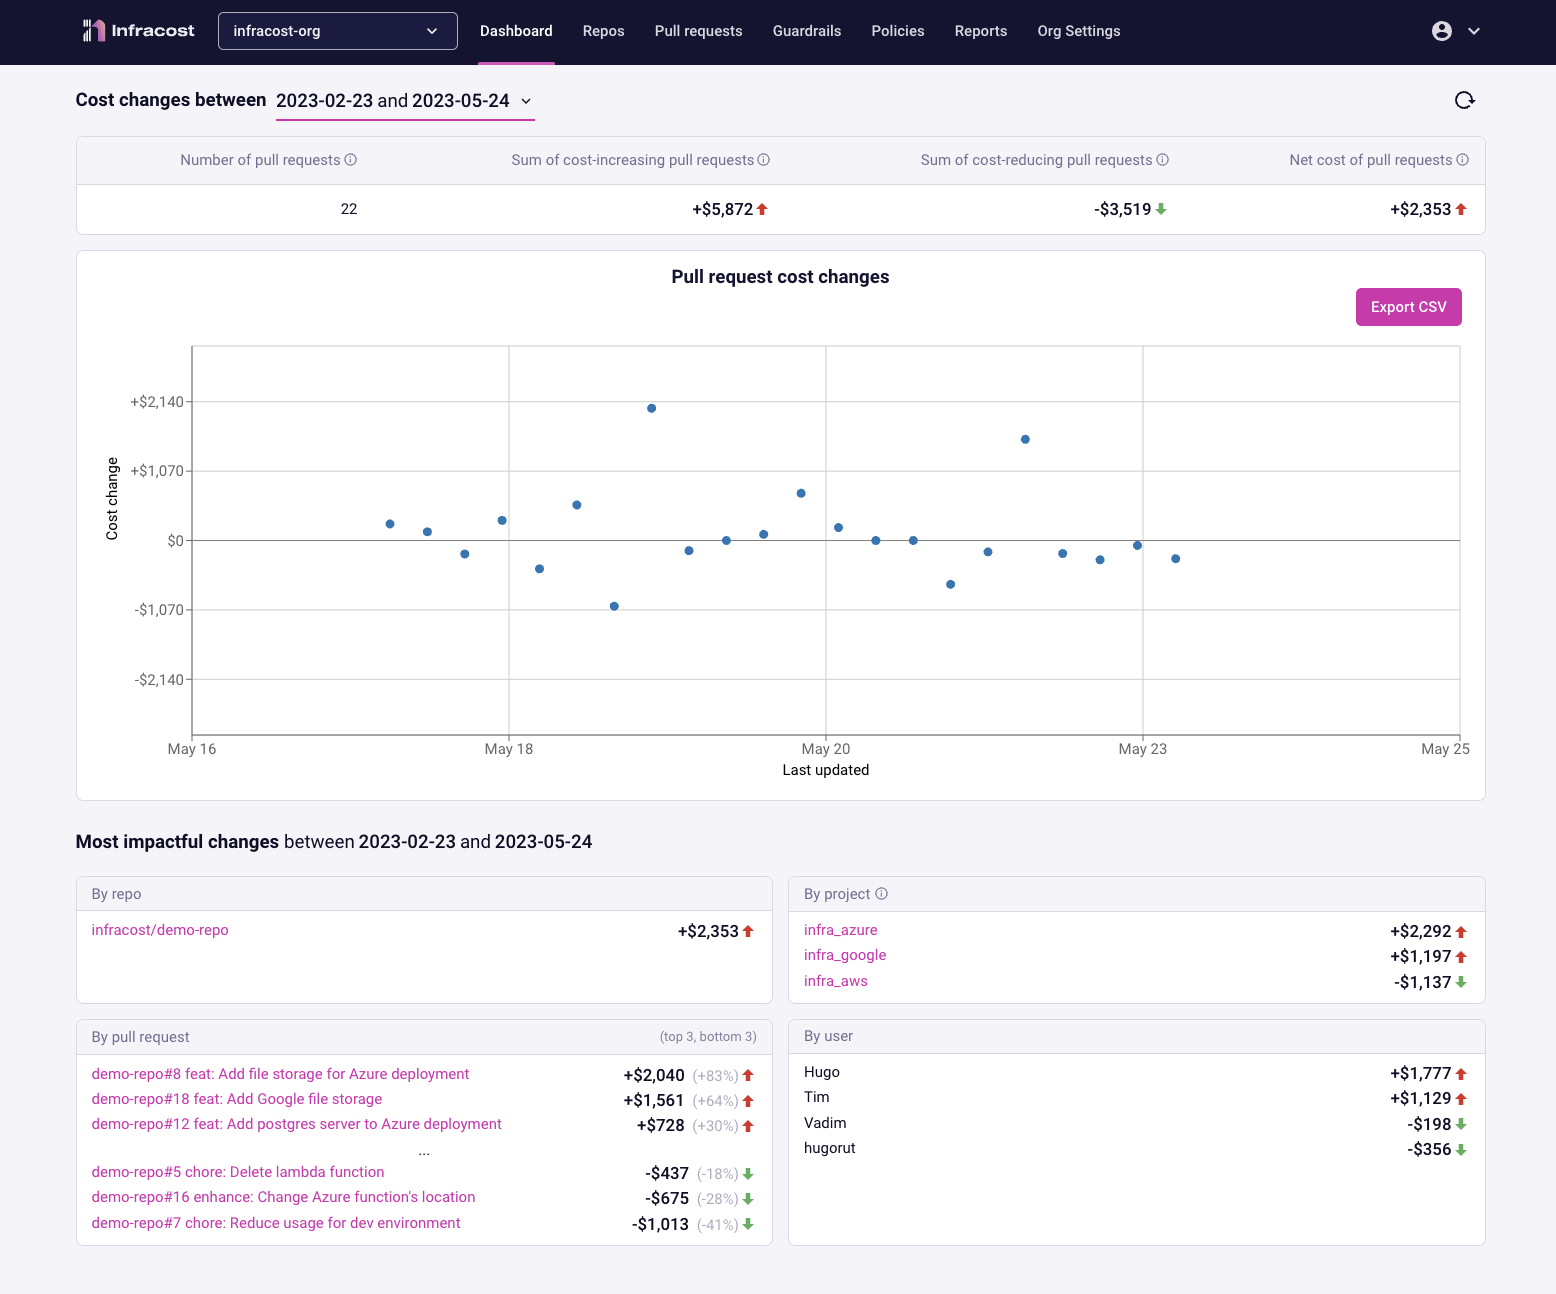 Infracost infracost-org Dashboard Repos Pull requests Guardrails Policies Reports Org Settings
Cost changes between 2023-02-23 and 2023-05-24
Number of pull requests Sum of cost-increasing pull requests Sum of cost-reducing pull requests Net cost of pull requests
22 +$5,872 -$3,519 +$2,353
Pull request cost changes
Export CSV
+$2,140
+$1,070
$0
-$1,070
-$2,140
Cost change
May 16 May 18 May 20 May 23 May 25
Last updated
Most impactful changes between 2023-02-23 and 2023-05-24
By repo
infracost/demo-repo +$2,353
By project
infra_azure +$2,292
infra_google +$1,197
infra_aws -$1,137
By pull request (top 3, bottom 3)
demo-repo#8 feat: Add file storage for Azure deployment +$2,040 (+83%)
demo-repo#18 feat: Add Google file storage +$1,561 (+64%)
demo-repo#12 feat: Add postgres server to Azure deployment +$728 (+30%)
...
demo-repo#5 chore: Delete lambda function -$437 (-18%)
demo-repo#16 enhance: Change Azure function's location -$675 (-28%)
demo-repo#7 chore: Reduce usage for dev environment -$1,013 (-41%)
By user
Hugo +$1,777
Tim +$1,129
Vadim -$198
hugorut -$356